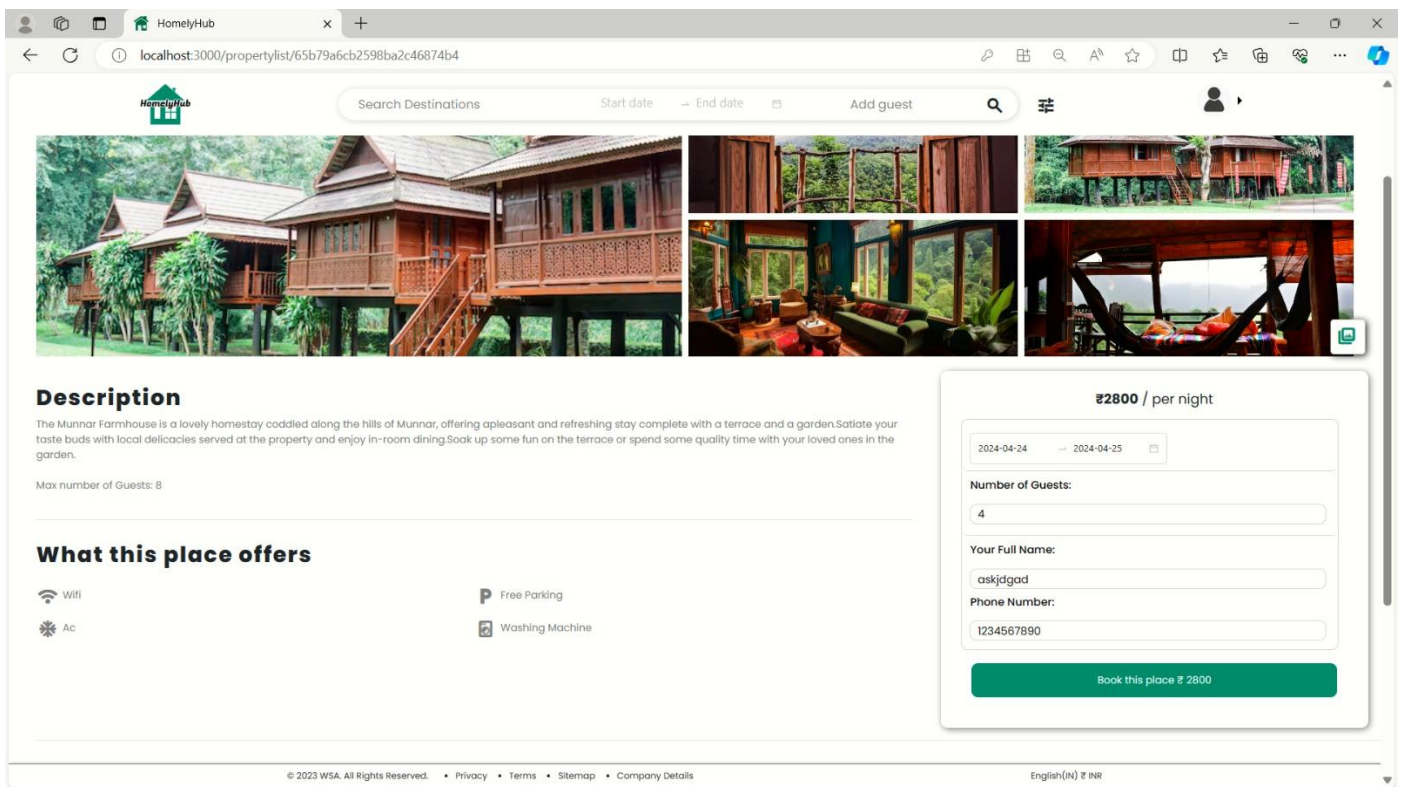 HomelyHub
localhost:3000/propertylist/65b79a6cb2598ba2c46874b4
HomelyHub
Search Destinations
Start date → End date
Add guest
Description
The Munnar Farmhouse is a lovely homestay coddled along the hills of Munnar, offering apleasant and refreshing stay complete with a terrace and a garden.Satiate your
taste buds with local delicacies served at the property and enjoy in-room dining.Soak up some fun on the terrace or spend some quality time with your loved ones in the
garden.
Max number of Guests: 8
What this place offers
Wifi
P Free Parking
Ac
Washing Machine
₹2800 / per night
2024-04-24 → 2024-04-25
Number of Guests:
4
Your Full Name:
askjdgad
Phone Number:
1234567890
Book this place ₹ 2800
© 2023 WSA. All Rights Reserved. • Privacy • Terms • Sitemap • Company Details
English(IN) ₹ INR